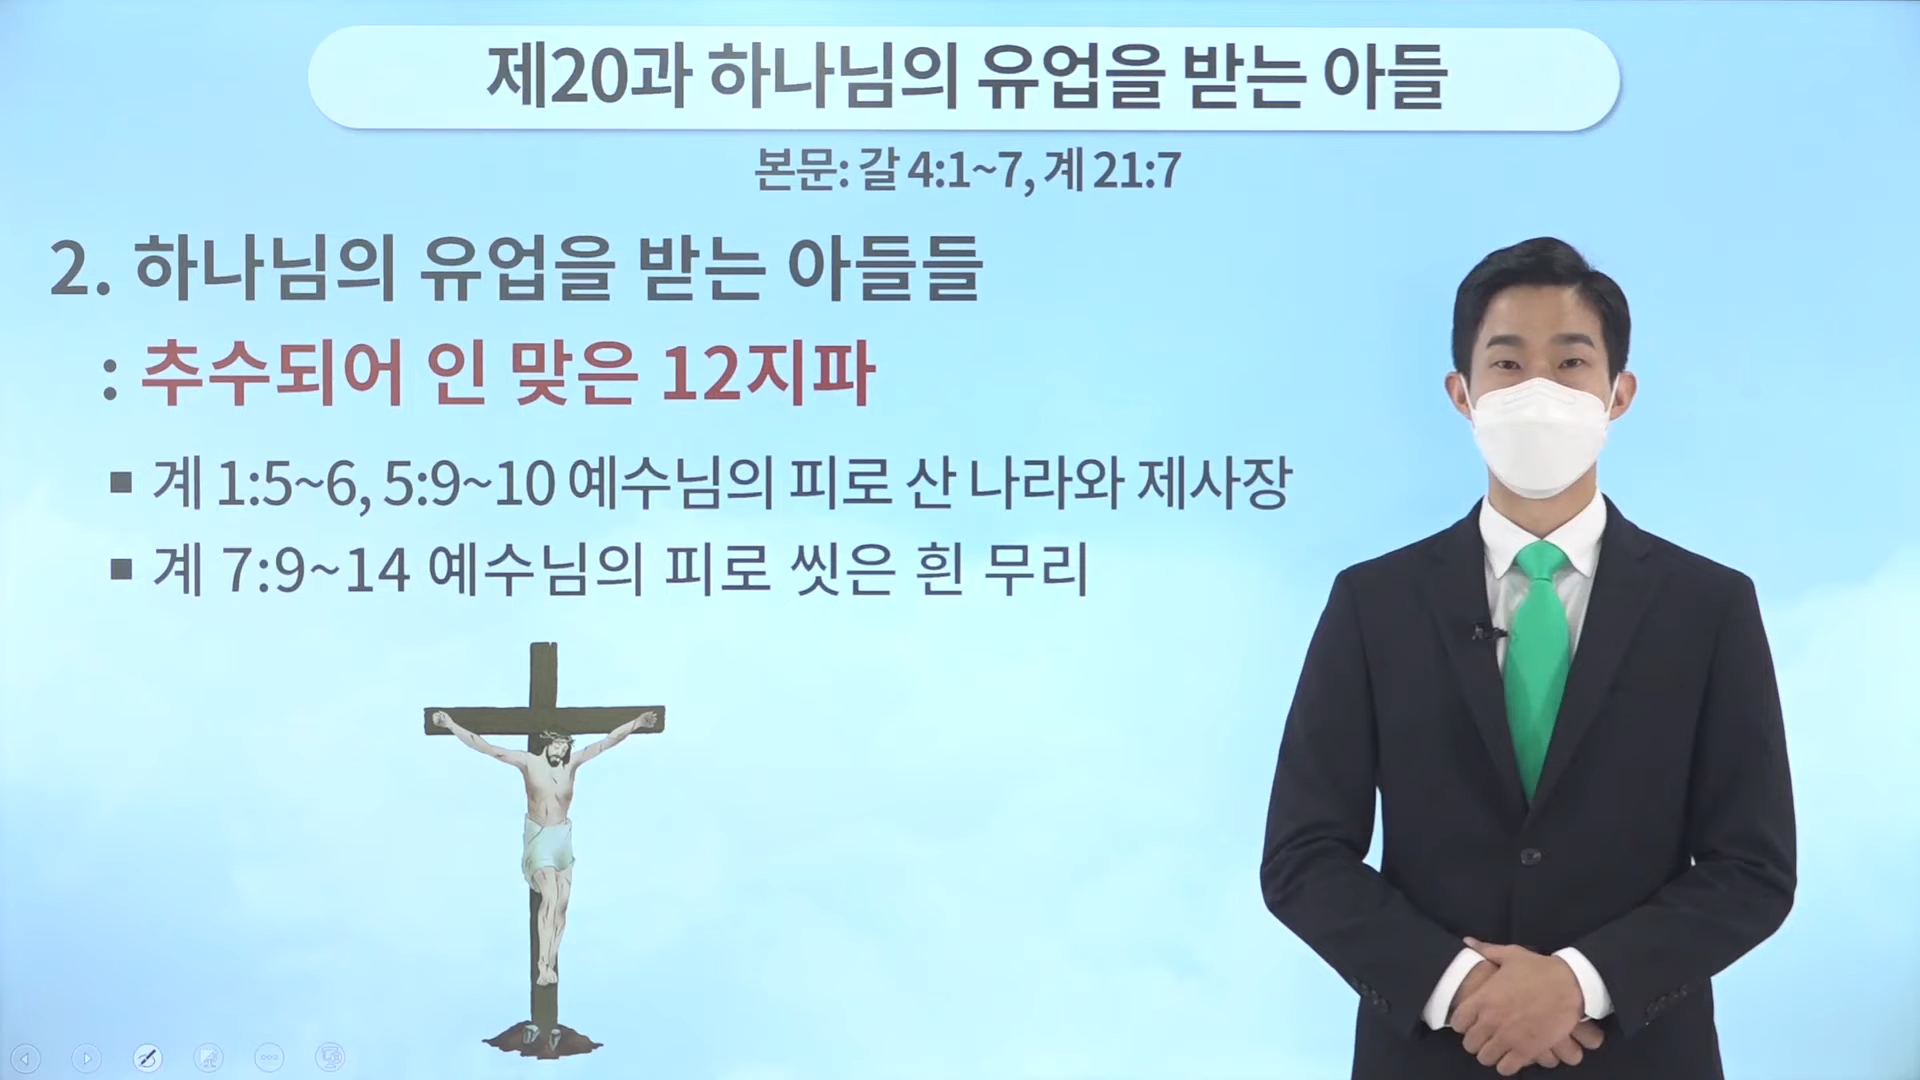 제20과 하나님의 유업을 받는 아들
본문: 갈 4:1~7, 계 21:7
2. 하나님의 유업을 받는 아들들
: 추수되어 인 맞은 12지파
▪ 계 1:5~6, 5:9~10 예수님의 피로 산 나라와 제사장
▪ 계 7:9~14 예수님의 피로 씻은 흰 무리